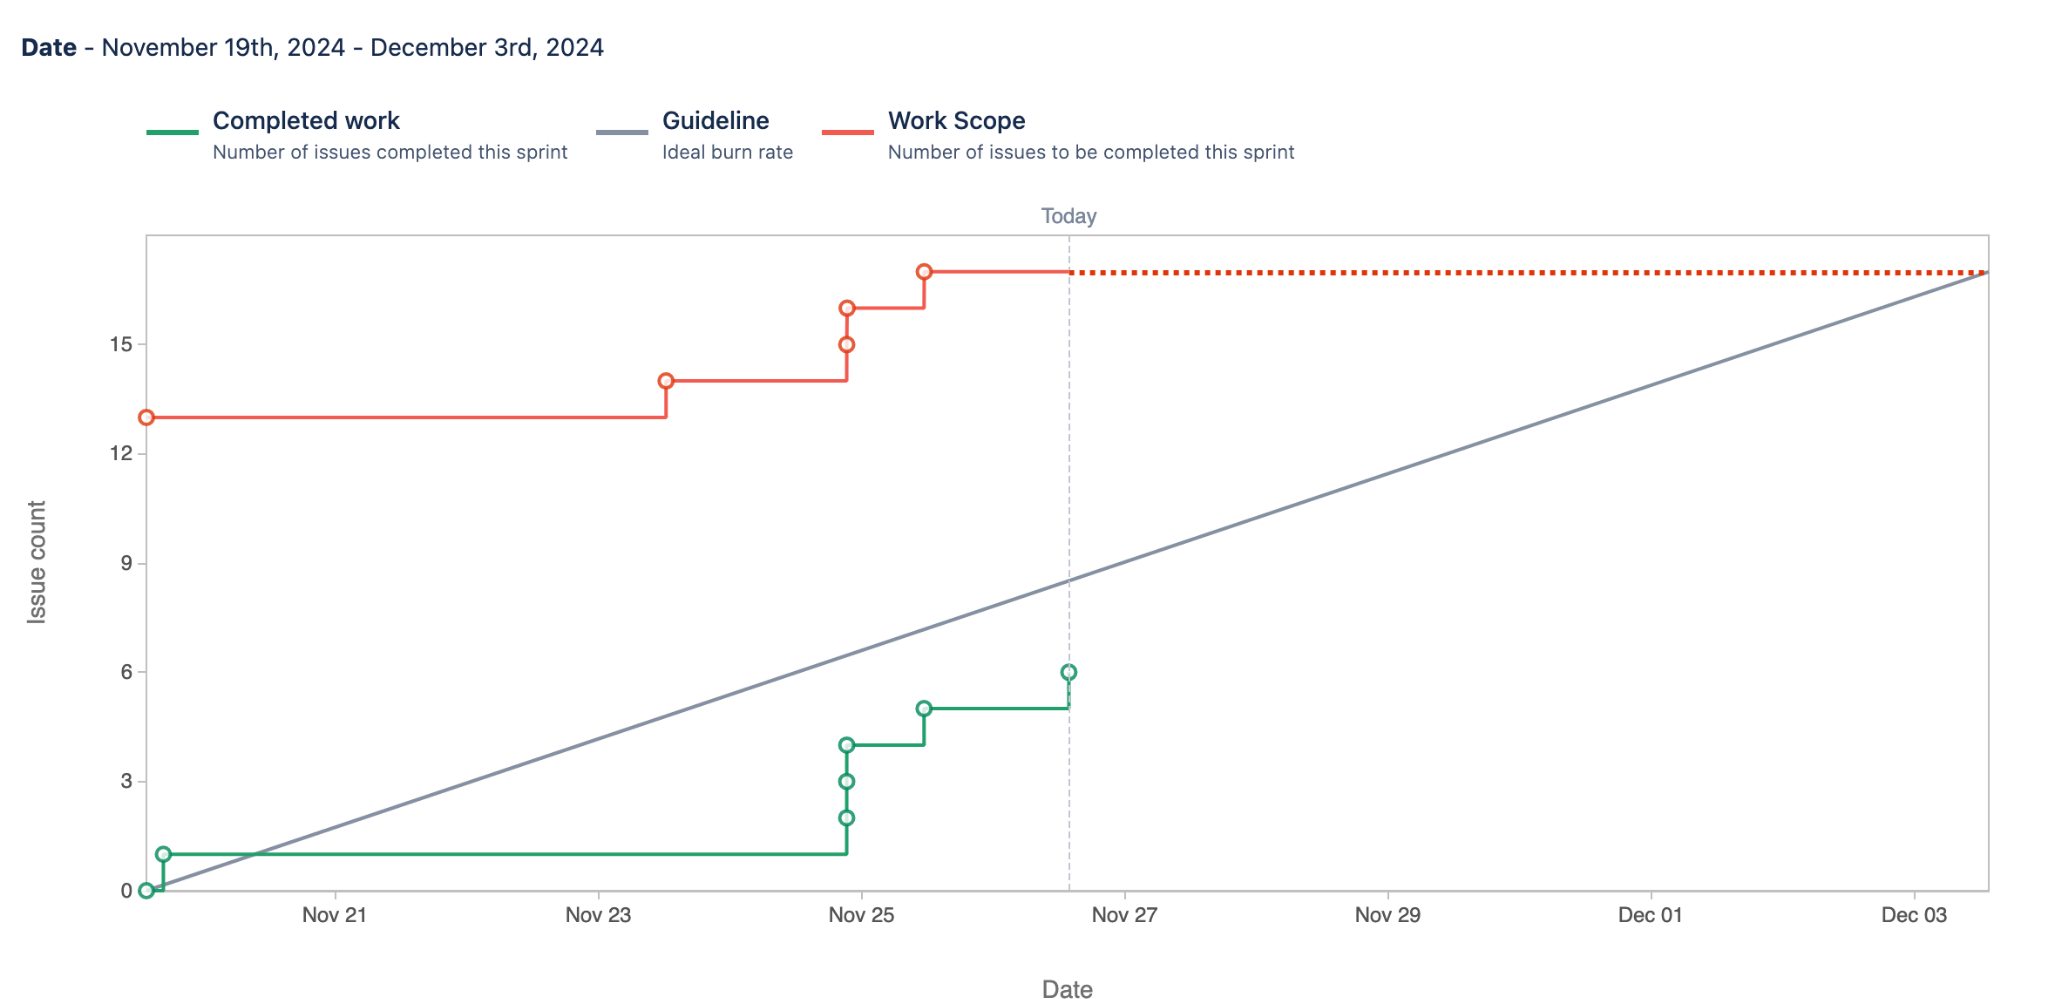 Date - November 19th, 2024 - December 3rd, 2024
Completed work
Number of issues completed this sprint
Guideline
Ideal burn rate
Work Scope
Number of issues to be completed this sprint
Today
Issue count
15
12
9
6
3
0
Nov 21
Nov 23
Nov 25
Nov 27
Nov 29
Dec 01
Dec 03
Date